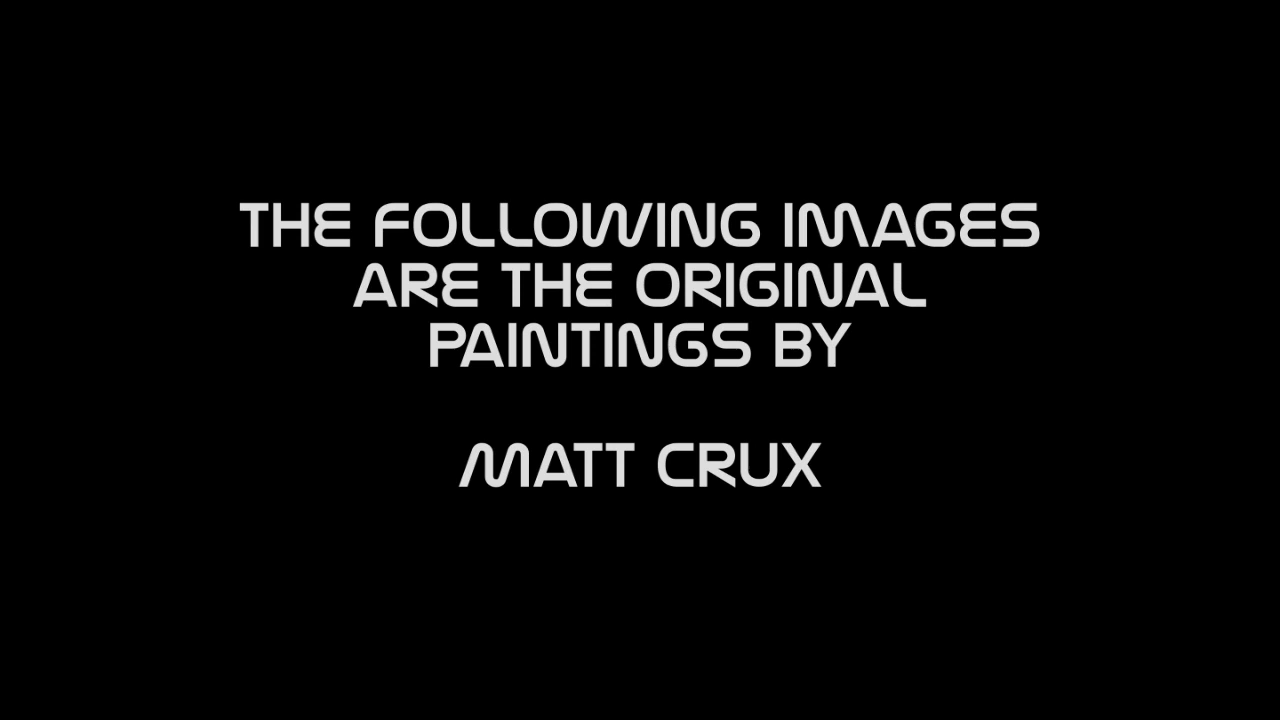 THE FOLLOWING IMAGES
ARE THE ORIGINAL
PAINTINGS BY
MATT CRUX